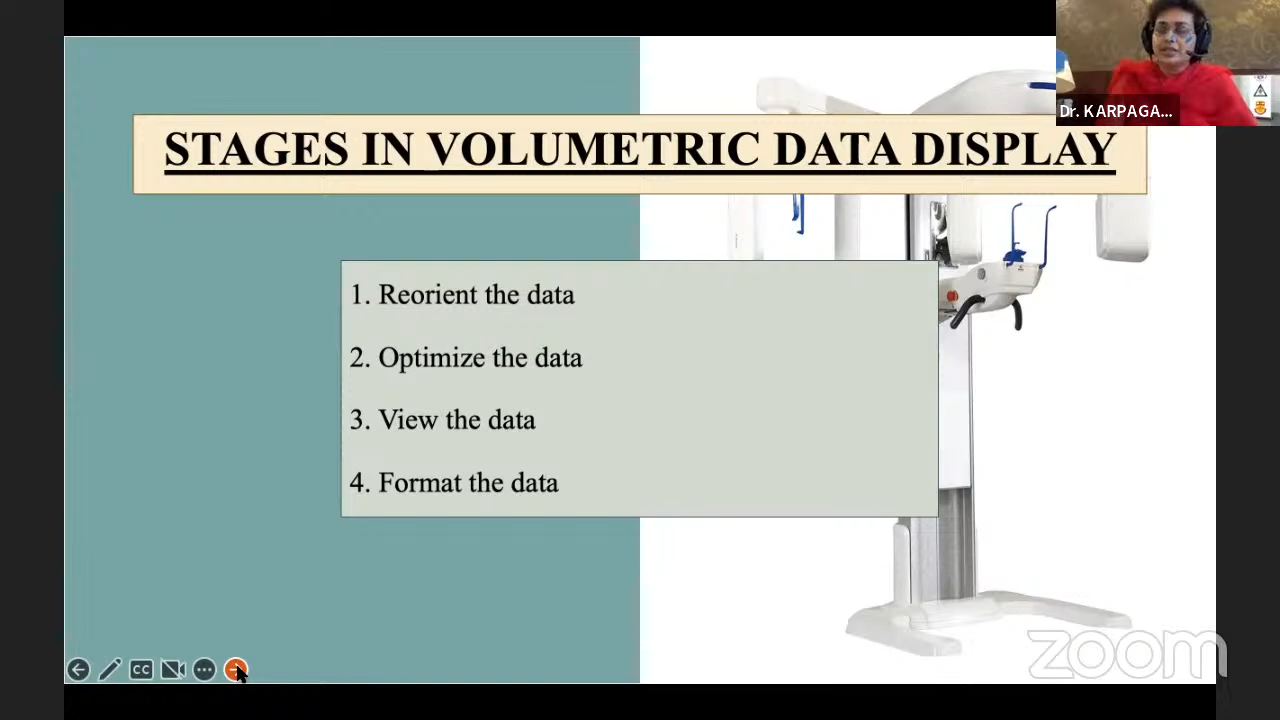 Dr. KARPAGA...
STAGES IN VOLUMETRIC DATA DISPLAY
1. Reorient the data
2. Optimize the data
3. View the data
4. Format the data
CC
zoom